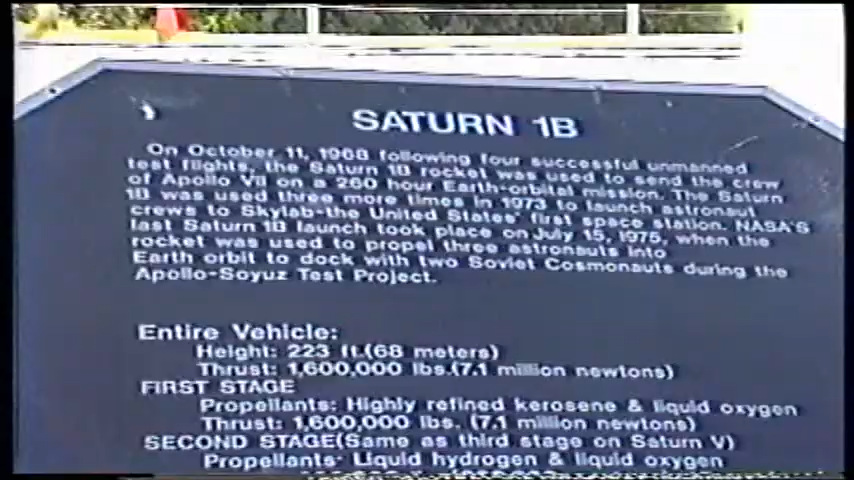 SATURN 1B
On October 11, 1968 following four successful unmanned
test flights, the Saturn 1B rocket was used to send the crew
of Apollo VII on a 260 hour Earth-orbital mission. The Saturn
1B was used three more times in 1973 to launch astronaut
crews to Skylab-the United States' first space station. NASA'S
last Saturn 1B launch took place on July 15, 1975, when the
rocket was used to propel three astronauts into
Earth orbit to dock with two Soviet Cosmonauts during the
Apollo-Soyuz Test Project.
Entire Vehicle:
Height: 223 ft.(68 meters)
Thrust: 1,600,000 lbs.(7.1 million newtons)
FIRST STAGE
Propellants: Highly refined kerosene & liquid oxygen
Thrust: 1,600,000 lbs. (7.1 million newtons)
SECOND STAGE(Same as third stage on Saturn V)
Propellants: Liquid hydrogen & liquid oxygen